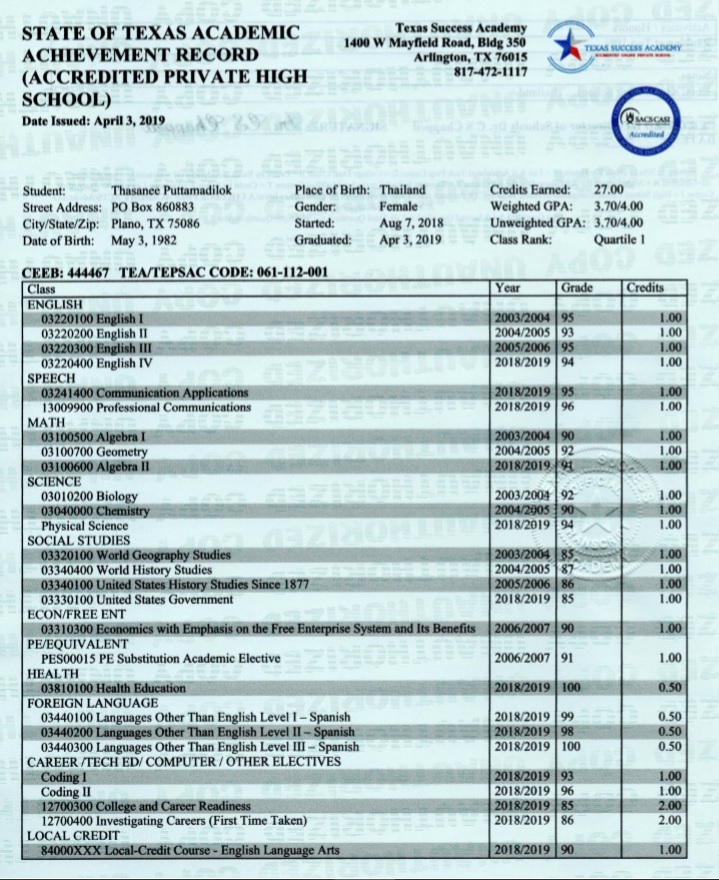 STATE OF TEXAS ACADEMIC
ACHIEVEMENT RECORD
(ACCREDITED PRIVATE HIGH
SCHOOL)
Date Issued: April 3, 2019
Texas Success Academy
1400 W Mayfield Road, Bldg 350
Arlington, TX 76015
817-472-1117
TEXAS SUCCESS ACADEMY
ACCREDITED ONLINE PRIVATE SCHOOL
SACS CASI
Accredited
Student: Thasanee Puttamadilok Place of Birth: Thailand Credits Earned: 27.00
Street Address: PO Box 860883 Gender: Female Weighted GPA: 3.70/4.00
City/State/Zip: Plano, TX 75086 Started: Aug 7, 2018 Unweighted GPA: 3.70/4.00
Date of Birth: May 3, 1982 Graduated: Apr 3, 2019 Class Rank: Quartile 1
CEEB: 444467 TEA/TEPSAC CODE: 061-112-001
Class Year Grade Credits
ENGLISH
03220100 English I 2003/2004 95 1.00
03220200 English II 2004/2005 93 1.00
03220300 English III 2005/2006 95 1.00
03220400 English IV 2018/2019 94 1.00
SPEECH
03241400 Communication Applications 2018/2019 95 1.00
13009900 Professional Communications 2018/2019 96 1.00
MATH
03100500 Algebra I 2003/2004 90 1.00
03100700 Geometry 2004/2005 92 1.00
03100600 Algebra II 2018/2019 91 1.00
SCIENCE
03010200 Biology 2003/2004 92 1.00
03040000 Chemistry 2004/2005 90 1.00
Physical Science 2018/2019 94 1.00
SOCIAL STUDIES
03320100 World Geography Studies 2003/2004 85 1.00
03340400 World History Studies 2004/2005 87 1.00
03340100 United States History Studies Since 1877 2005/2006 86 1.00
03330100 United States Government 2018/2019 85 1.00
ECON/FREE ENT
03310300 Economics with Emphasis on the Free Enterprise System and Its Benefits 2006/2007 90 1.00
PE/EQUIVALENT
PES00015 PE Substitution Academic Elective 2006/2007 91 1.00
HEALTH
03810100 Health Education 2018/2019 100 0.50
FOREIGN LANGUAGE
03440100 Languages Other Than English Level I – Spanish 2018/2019 99 0.50
03440200 Languages Other Than English Level II – Spanish 2018/2019 98 0.50
03440300 Languages Other Than English Level III – Spanish 2018/2019 100 0.50
CAREER /TECH ED/ COMPUTER / OTHER ELECTIVES
Coding I 2018/2019 93 1.00
Coding II 2018/2019 96 1.00
12700300 College and Career Readiness 2018/2019 85 2.00
12700400 Investigating Careers (First Time Taken) 2018/2019 86 2.00
LOCAL CREDIT
84000XXX Local-Credit Course - English Language Arts 2018/2019 90 1.00